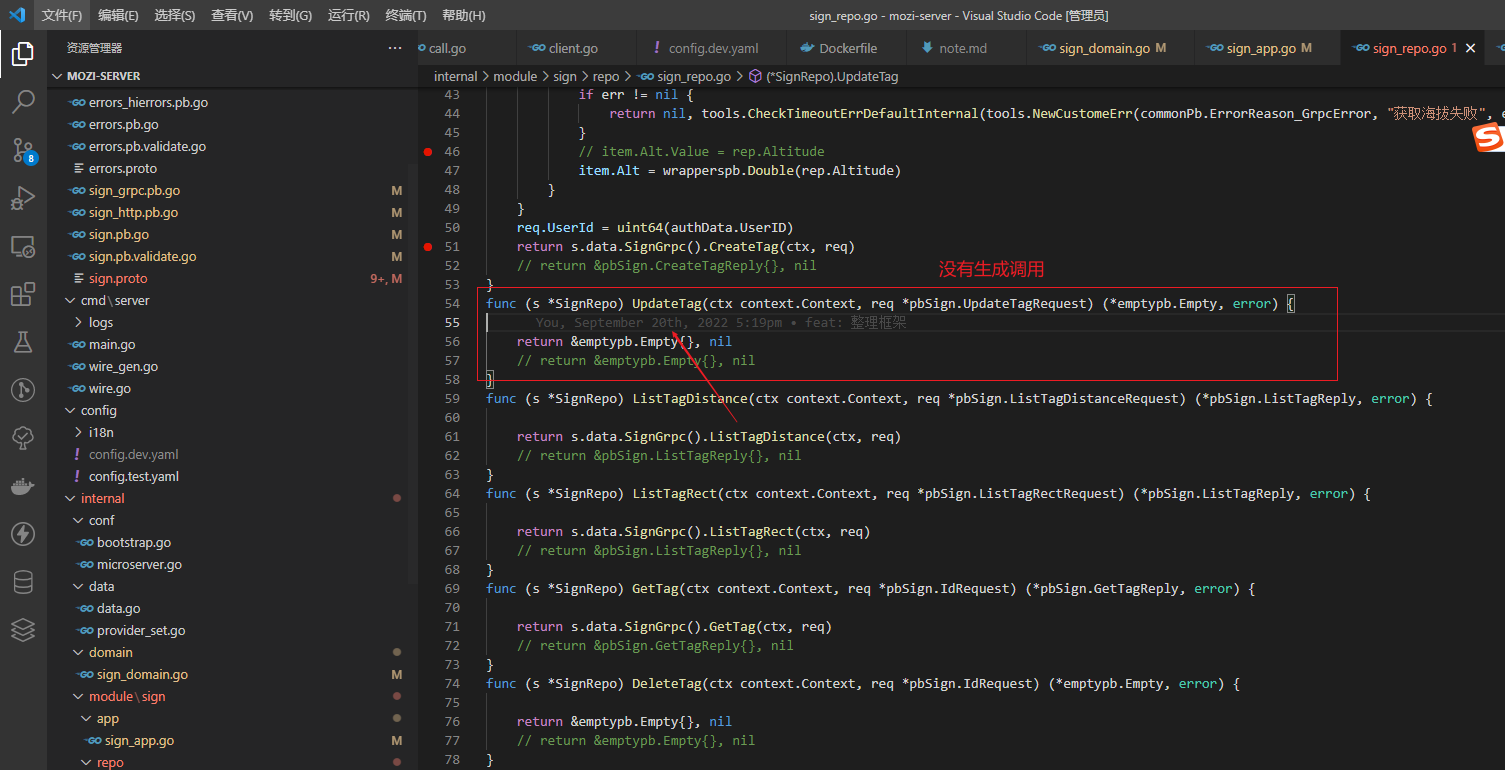 文件(F) 编辑(E) 选择(S) 查看(V) 转到(G) 运行(R) 终端(T) 帮助(H) sign_repo.go - mozi-server - Visual Studio Code [管理员]
资源管理器 ···
call.go client.go ! config.dev.yaml Dockerfile note.md sign_domain.go M sign_app.go M sign_repo.go 1 ×
MOZI-SERVER
internal > module > sign > repo > sign_repo.go > (*SignRepo).UpdateTag
errors_hierrors.pb.go
errors.pb.go
errors.pb.validate.go
errors.proto
sign_grpc.pb.go M
sign_http.pb.go M
sign.pb.go M
sign.pb.validate.go M
sign.proto 9+, M
cmd\server
logs
main.go
wire_gen.go
wire.go
config
i18n
! config.dev.yaml
! config.test.yaml
internal
conf
bootstrap.go
microserver.go
data
data.go
provider_set.go
domain
sign_domain.go M
module\sign
app
sign_app.go M
repo
8
43 if err != nil {
44 return nil, tools.CheckTimeoutErrDefaultInternal(tools.NewCustomeErr(commonPb.ErrorReason_GrpcError, "获取海拔失败", e
45 }
46 // item.Alt.Value = rep.Altitude
47 item.Alt = wrapperspb.Double(rep.Altitude)
48 }
49 }
50 req.UserId = uint64(authData.UserID)
51 return s.data.SignGrpc().CreateTag(ctx, req)
52 // return &pbSign.CreateTagReply{}, nil
没有生成调用
53 }
54 func (s *SignRepo) UpdateTag(ctx context.Context, req *pbSign.UpdateTagRequest) (*emptypb.Empty, error) {
55 You, September 20th, 2022 5:19pm • feat: 整理框架
56 return &emptypb.Empty{}, nil
57 // return &emptypb.Empty{}, nil
58 }
59 func (s *SignRepo) ListTagDistance(ctx context.Context, req *pbSign.ListTagDistanceRequest) (*pbSign.ListTagReply, error) {
60
61 return s.data.SignGrpc().ListTagDistance(ctx, req)
62 // return &pbSign.ListTagReply{}, nil
63 }
64 func (s *SignRepo) ListTagRect(ctx context.Context, req *pbSign.ListTagRectRequest) (*pbSign.ListTagReply, error) {
65
66 return s.data.SignGrpc().ListTagRect(ctx, req)
67 // return &pbSign.ListTagReply{}, nil
68 }
69 func (s *SignRepo) GetTag(ctx context.Context, req *pbSign.IdRequest) (*pbSign.GetTagReply, error) {
70
71 return s.data.SignGrpc().GetTag(ctx, req)
72 // return &pbSign.GetTagReply{}, nil
73 }
74 func (s *SignRepo) DeleteTag(ctx context.Context, req *pbSign.IdRequest) (*emptypb.Empty, error) {
75
76 return &emptypb.Empty{}, nil
77 // return &emptypb.Empty{}, nil
78 }